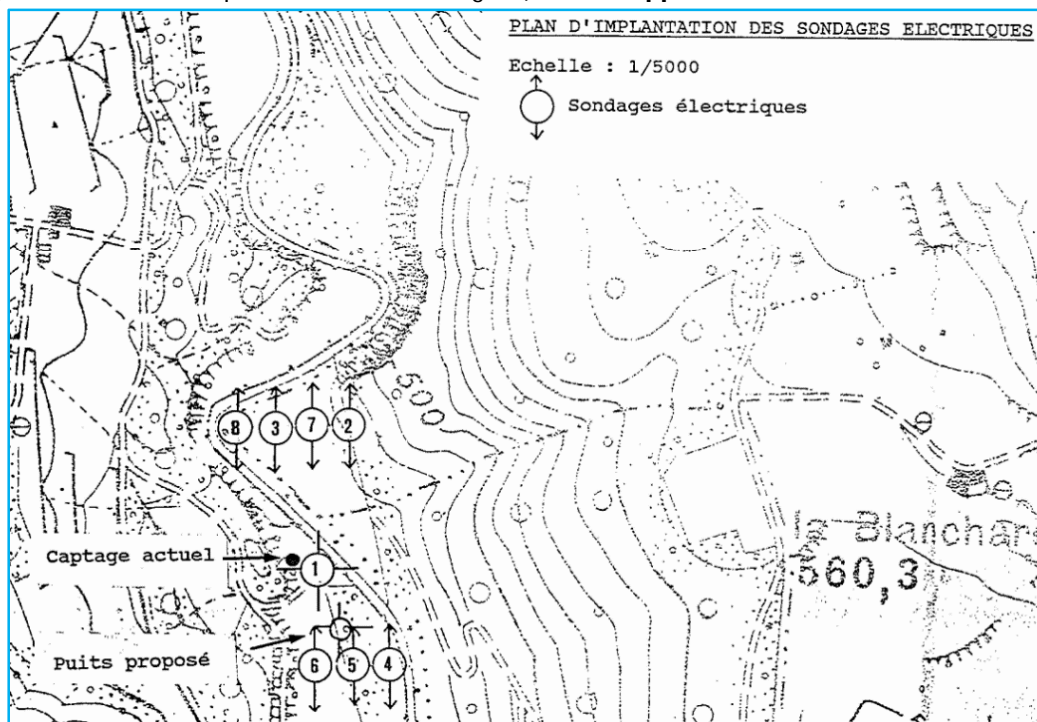 PLAN D'IMPLANTATION DES SONDAGES ELECTRIQUES
Echelle : 1/5000
Sondages électriques
500
8 3 7 2
Captage actuel
1
la Blanchar
560,3
Puits proposé
6 5 4